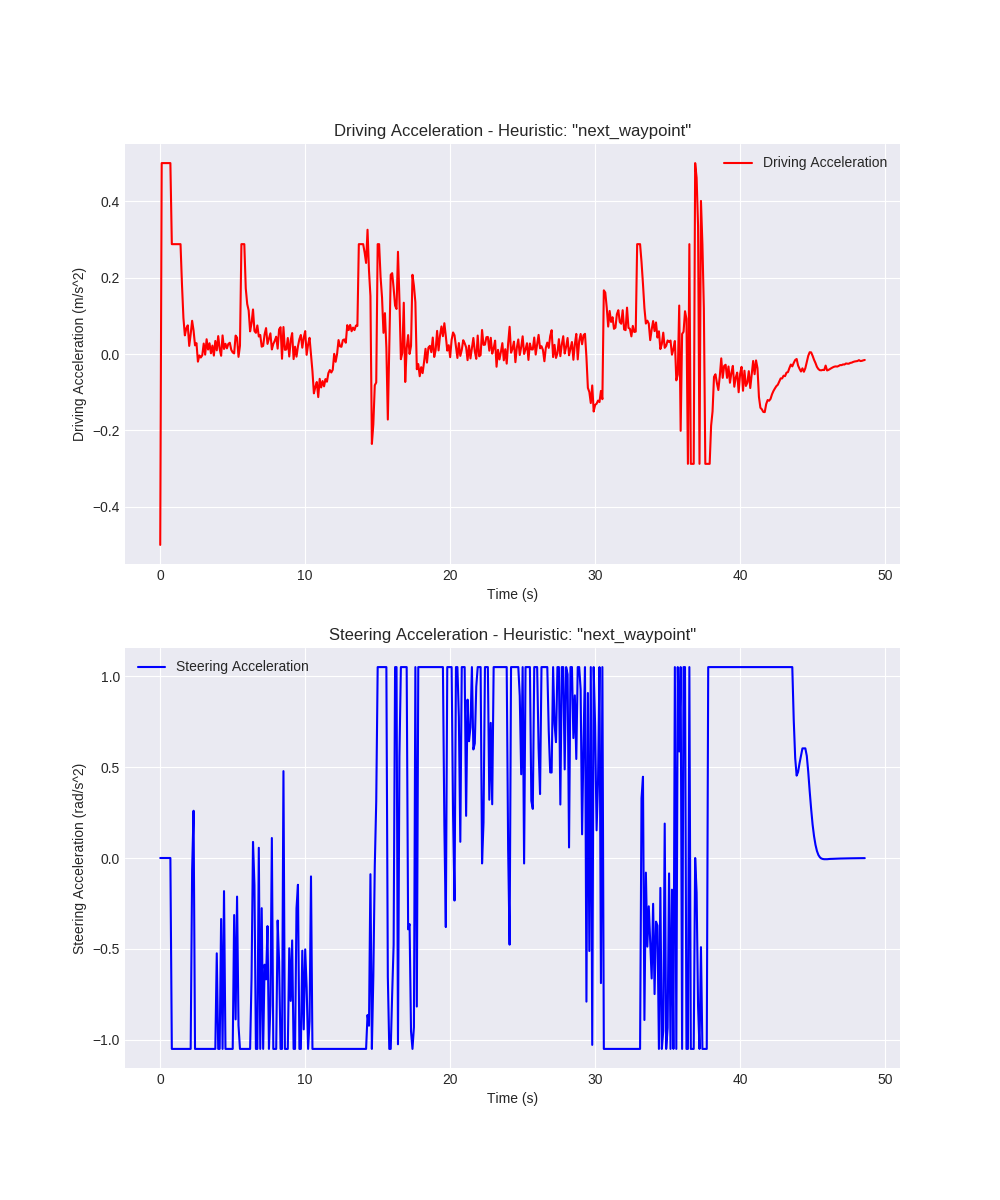 Driving Acceleration - Heuristic: "next_waypoint"
Driving Acceleration
0.4
0.2
0.0
−0.2
−0.4
Driving Acceleration (m/s^2)
0 10 20 30 40 50
Time (s)
Steering Acceleration - Heuristic: "next_waypoint"
Steering Acceleration
1.0
0.5
0.0
−0.5
−1.0
Steering Acceleration (rad/s^2)
0 10 20 30 40 50
Time (s)